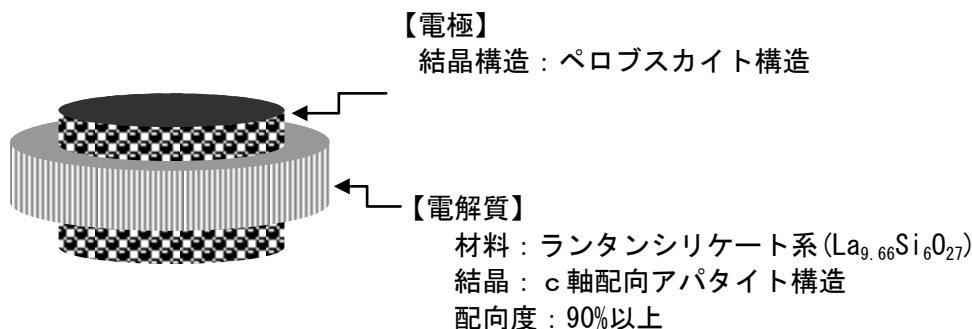 【電極】
結晶構造：ペロブスカイト構造
【電解質】
材料：ランタンシリケート系(La9.66Si6O27)
結晶：ｃ軸配向アパタイト構造
配向度：90%以上